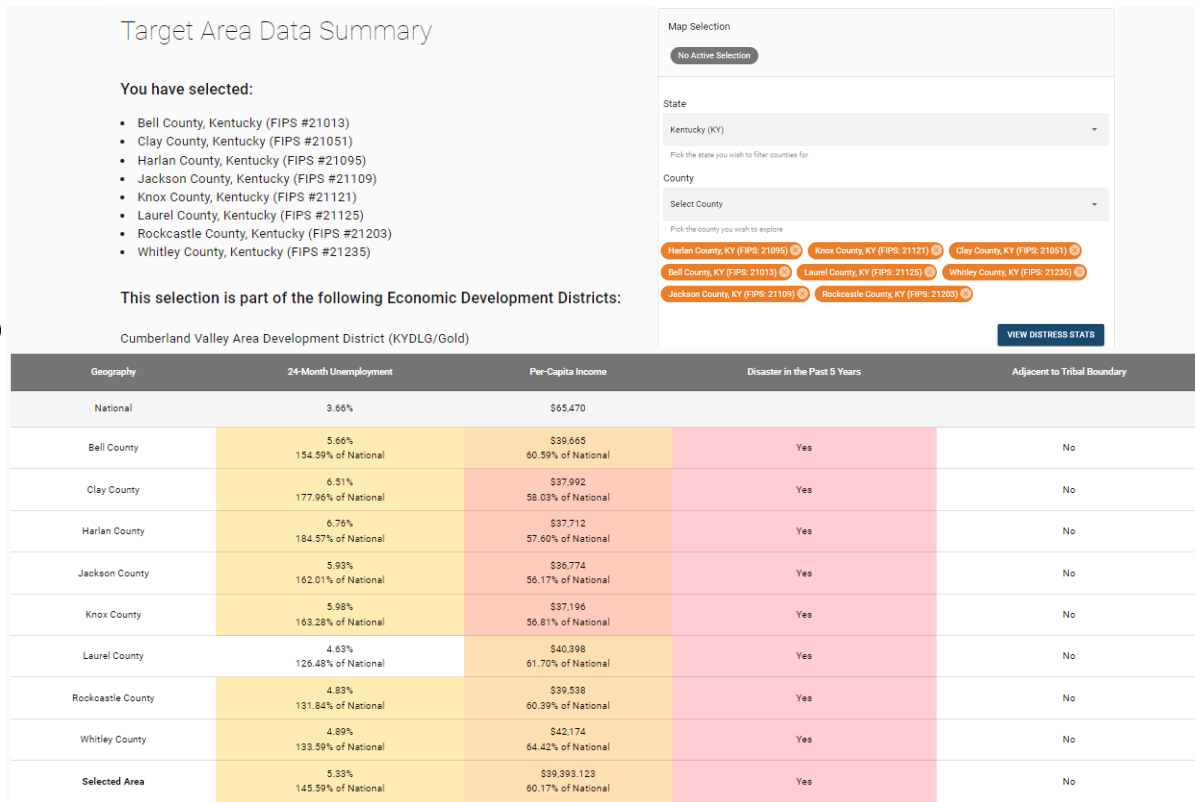 Target Area Data Summary
You have selected:
Bell County, Kentucky (FIPS #21013)
Clay County, Kentucky (FIPS #21051)
Harlan County, Kentucky (FIPS #21095)
Jackson County, Kentucky (FIPS #21109)
Knox County, Kentucky (FIPS #21121)
Laurel County, Kentucky (FIPS #21125)
Rockcastle County, Kentucky (FIPS #21203)
Whitley County, Kentucky (FIPS #21235)
This selection is part of the following Economic Development Districts:
Cumberland Valley Area Development District (KYDLG/Gold)
Map Selection
No Active Selection
State
Kentucky (KY)
Pick the state you wish to filter counties for
County
Select County
Pick the county you wish to explore
Harlan County, KY (FIPS: 21095) Knox County, KY (FIPS: 21121) Clay County, KY (FIPS: 21051)
Bell County, KY (FIPS: 21013) Laurel County, KY (FIPS: 21125) Whitley County, KY (FIPS: 21235)
Jackson County, KY (FIPS: 21109) Rockcastle County, KY (FIPS: 21203)
VIEW DISTRESS STATS
Geography 24-Month Unemployment Per-Capita Income Disaster in the Past 5 Years Adjacent to Tribal Boundary
National 3.66% $65,470
Bell County 5.66% $39,665 Yes No
154.59% of National 60.59% of National
Clay County 6.51% $37,992 Yes No
177.96% of National 58.03% of National
Harlan County 6.76% $37,712 Yes No
184.57% of National 57.60% of National
Jackson County 5.93% $36,774 Yes No
162.01% of National 56.17% of National
Knox County 5.98% $37,196 Yes No
163.28% of National 56.81% of National
Laurel County 4.63% $40,398 Yes No
126.48% of National 61.70% of National
Rockcastle County 4.83% $39,538 Yes No
131.84% of National 60.39% of National
Whitley County 4.89% $42,174 Yes No
133.59% of National 64.42% of National
Selected Area 5.33% $39,393.123 Yes No
145.59% of National 60.17% of National